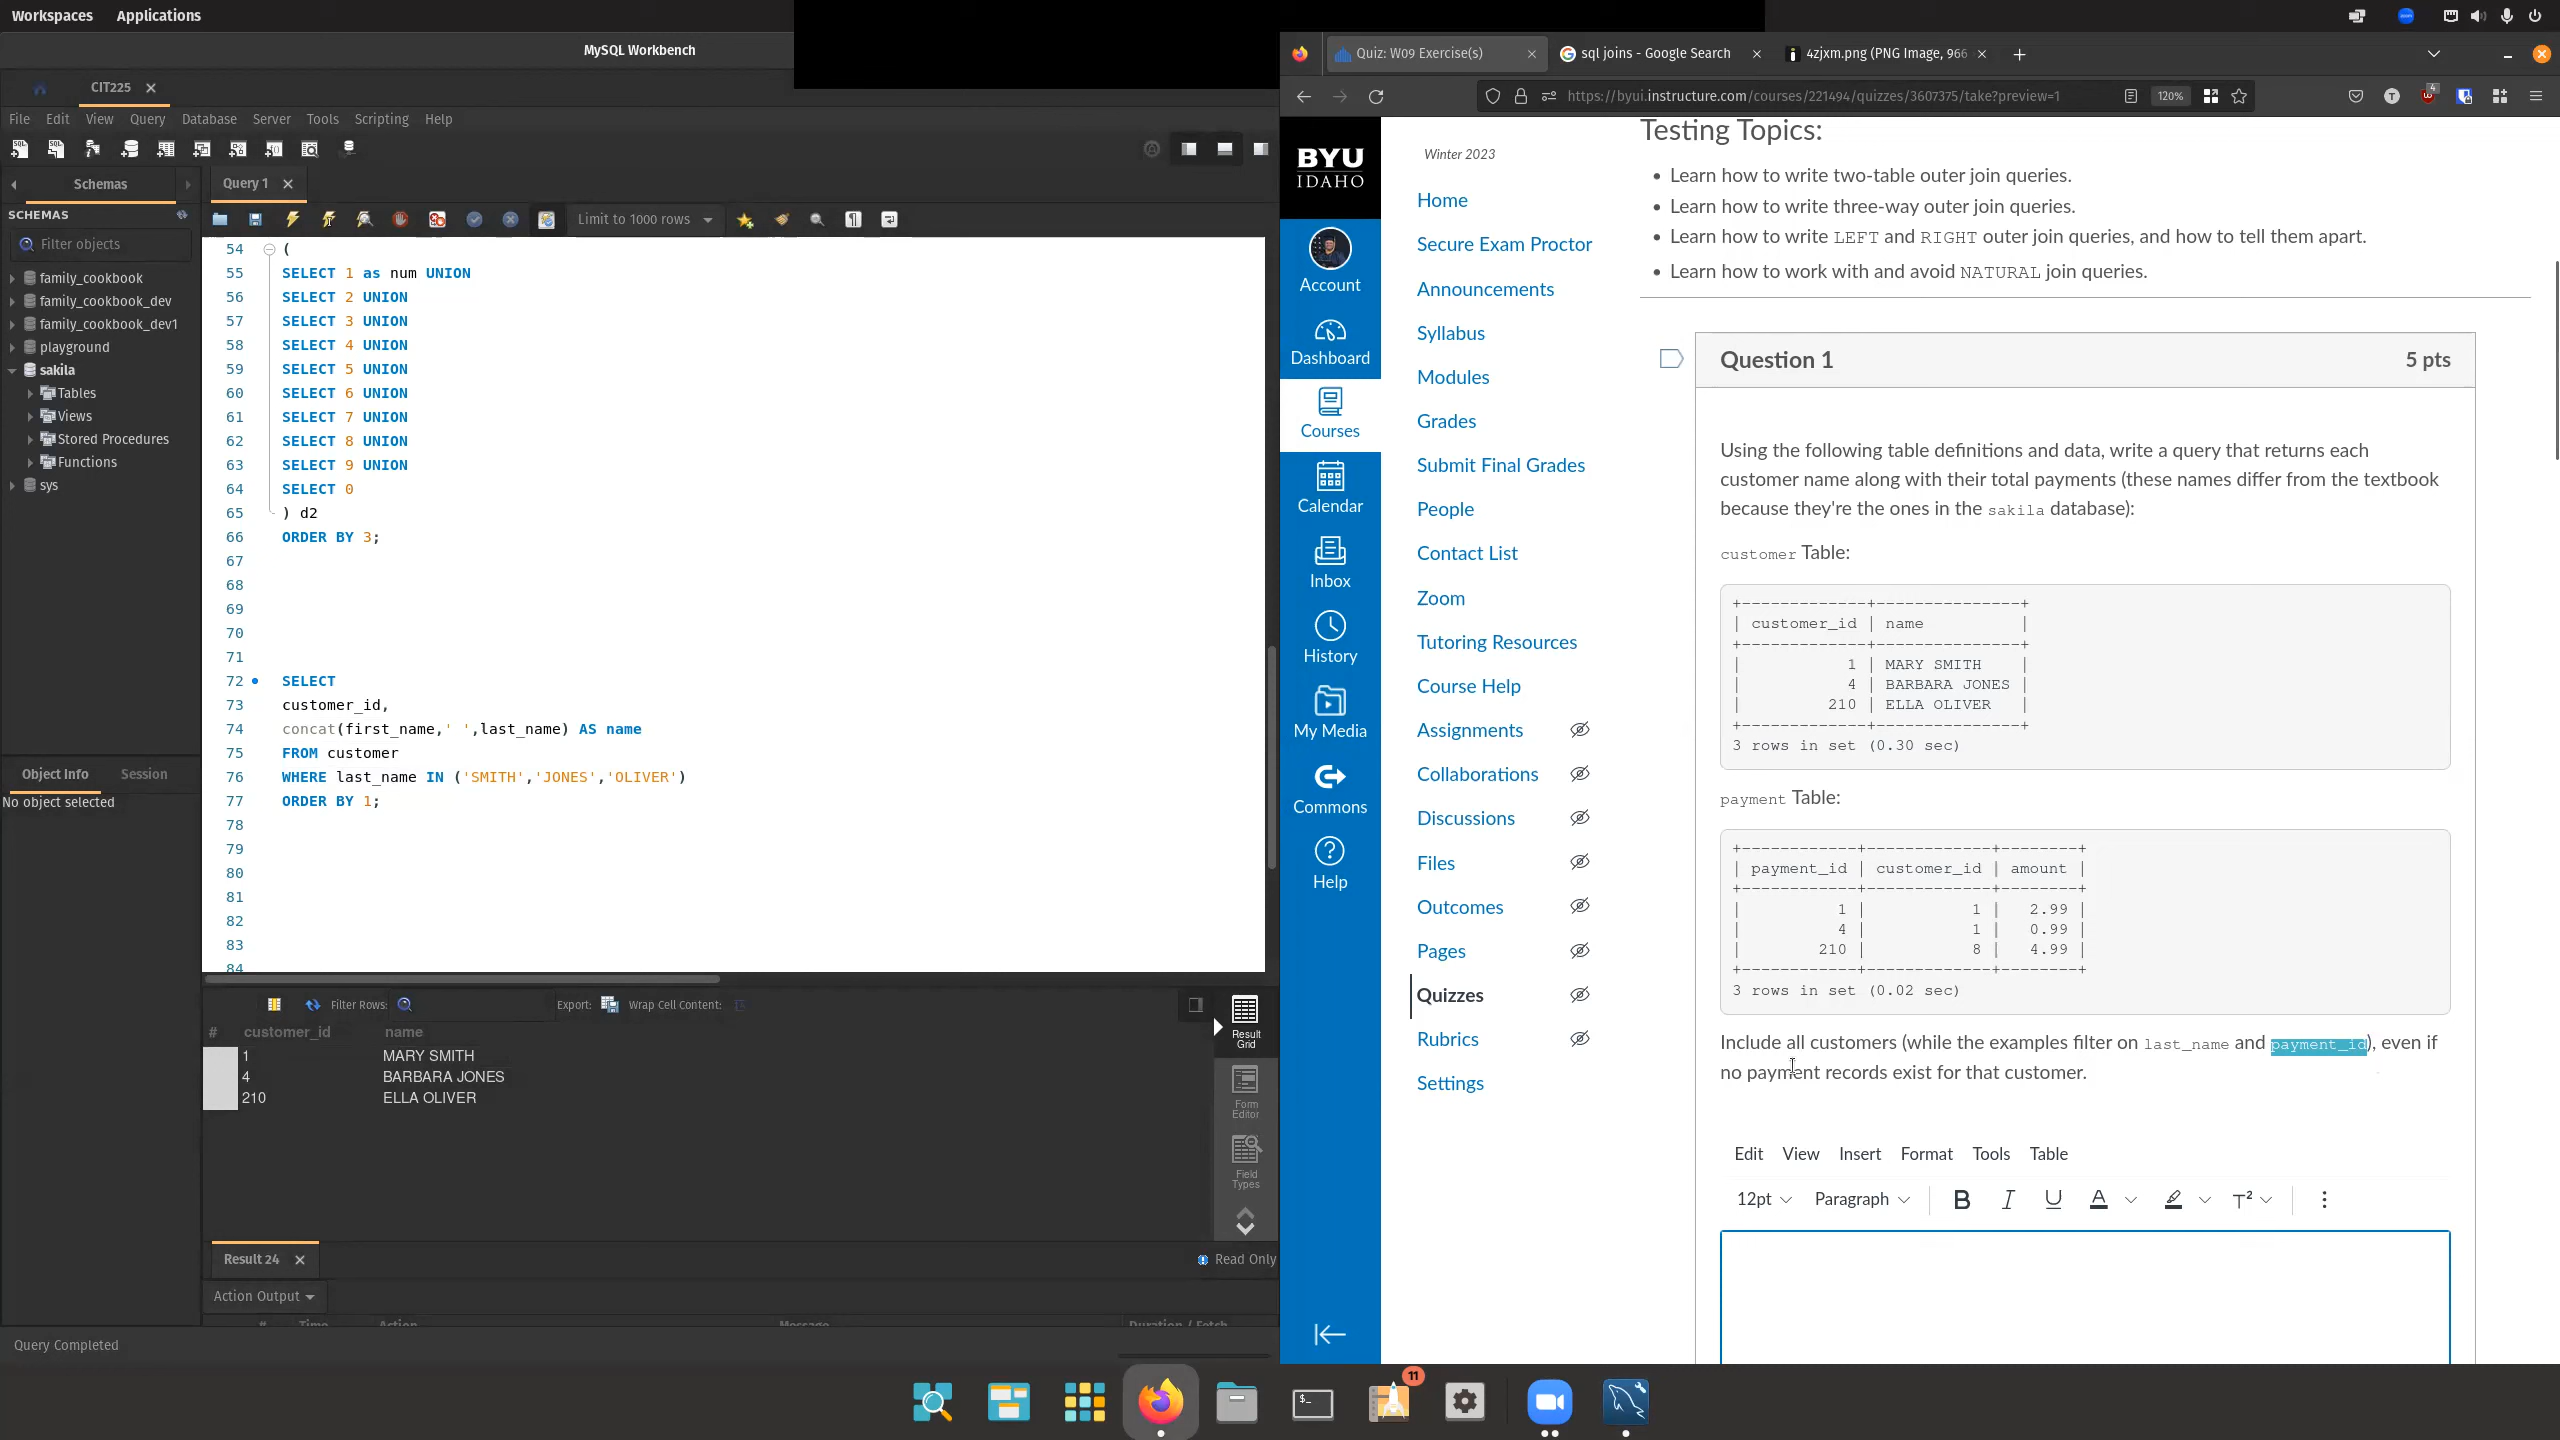 Workspaces Applications
MySQL Workbench
CIT225
File Edit View Query Database Server Tools Scripting Help
Schemas
Query 1
SCHEMAS
Limit to 1000 rows
Filter objects
family_cookbook
family_cookbook_dev
family_cookbook_dev1
playground
sakila
Tables
Views
Stored Procedures
Functions
sys
Object Info Session
No object selected
54 (
55 SELECT 1 as num UNION
56 SELECT 2 UNION
57 SELECT 3 UNION
58 SELECT 4 UNION
59 SELECT 5 UNION
60 SELECT 6 UNION
61 SELECT 7 UNION
62 SELECT 8 UNION
63 SELECT 9 UNION
64 SELECT 0
65 ) d2
66 ORDER BY 3;
67
68
69
70
71
72 SELECT
73 customer_id,
74 concat(first_name,' ',last_name) AS name
75 FROM customer
76 WHERE last_name IN ('SMITH','JONES','OLIVER')
77 ORDER BY 1;
78
79
80
81
82
83
84
Filter Rows: Export: Wrap Cell Content:
# customer_id name
1 MARY SMITH
4 BARBARA JONES
210 ELLA OLIVER
Result Grid
Form Editor
Field Types
Result 24
Read Only
Action Output
# Time Action Message Duration / Fetch
Query Completed
Quiz: W09 Exercise(s)
sql joins - Google Search
4zjxm.png (PNG Image, 966
https://byui.instructure.com/courses/221494/quizzes/3607375/take?preview=1
120%
4
BYU
IDAHO
Account
Dashboard
Courses
Calendar
Inbox
History
My Media
Commons
Help
Winter 2023
Home
Secure Exam Proctor
Announcements
Syllabus
Modules
Grades
Submit Final Grades
People
Contact List
Zoom
Tutoring Resources
Course Help
Assignments
Collaborations
Discussions
Files
Outcomes
Pages
Quizzes
Rubrics
Settings
Testing Topics:
• Learn how to write two-table outer join queries.
• Learn how to write three-way outer join queries.
• Learn how to write LEFT and RIGHT outer join queries, and how to tell them apart.
• Learn how to work with and avoid NATURAL join queries.
Question 1 5 pts
Using the following table definitions and data, write a query that returns each
customer name along with their total payments (these names differ from the textbook
because they're the ones in the sakila database):
customer Table:
+-------------+---------------+
| customer_id | name          |
+-------------+---------------+
|           1 | MARY SMITH    |
|           4 | BARBARA JONES |
|         210 | ELLA OLIVER   |
+-------------+---------------+
3 rows in set (0.30 sec)
payment Table:
+------------+-------------+--------+
| payment_id | customer_id | amount |
+------------+-------------+--------+
|          1 |           1 |   2.99 |
|          4 |           1 |   0.99 |
|        210 |           8 |   4.99 |
+------------+-------------+--------+
3 rows in set (0.02 sec)
Include all customers (while the examples filter on last_name and payment_id), even if
no payment records exist for that customer.
Edit View Insert Format Tools Table
12pt Paragraph B I U A T²
11